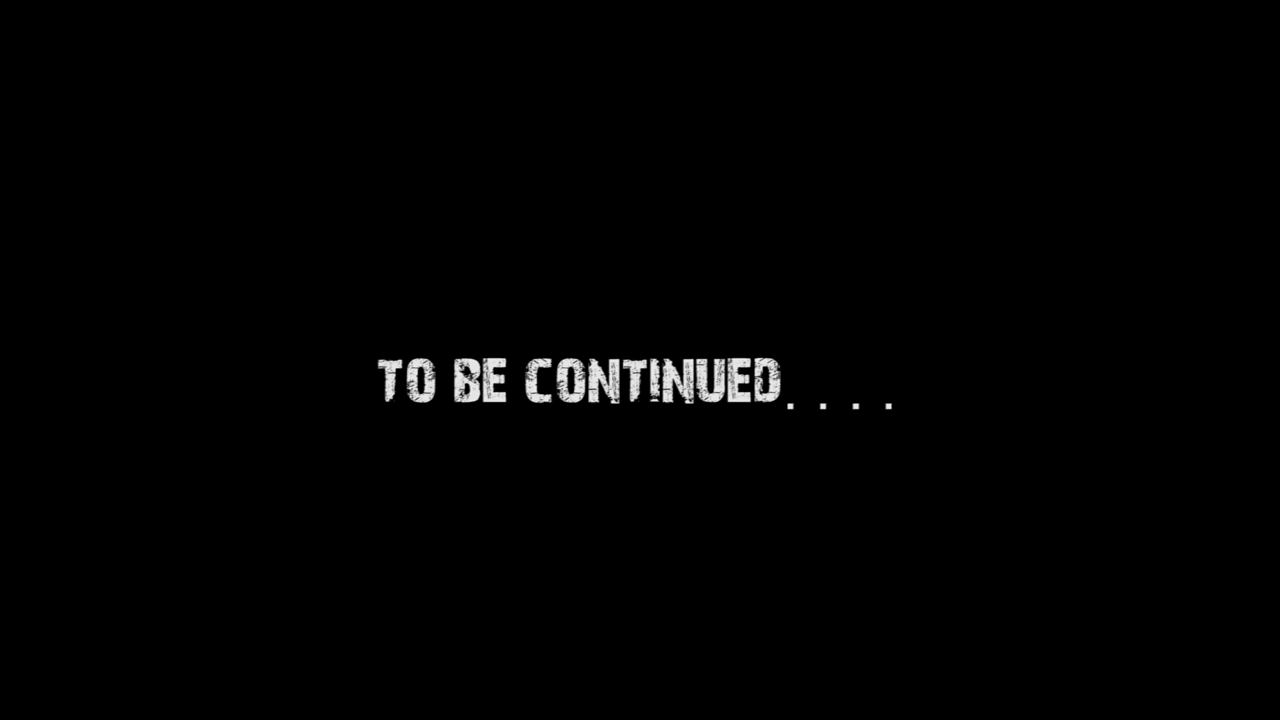 TO BE CONTINUED. . . .